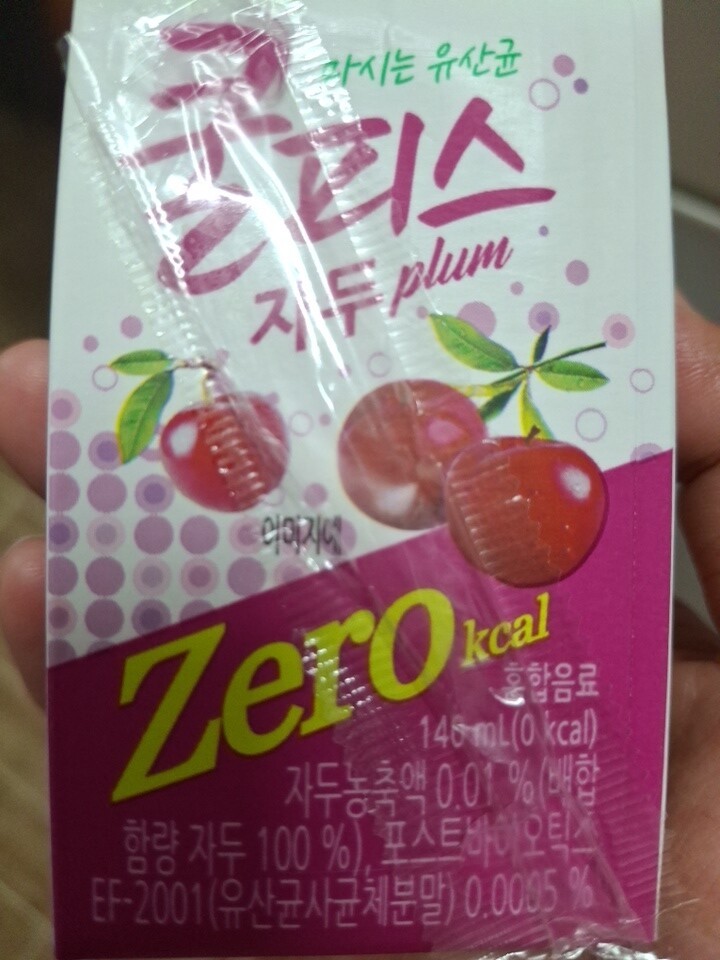 마시는 유산균
쿨피스
자두 plum
이미지컷
Zero kcal
혼합음료
146 mL(0 kcal)
자두농축액 0.01 % (배합
함량 자두 100 %), 포스트바이오틱스
EF-2001(유산균사균체분말) 0.0005 %